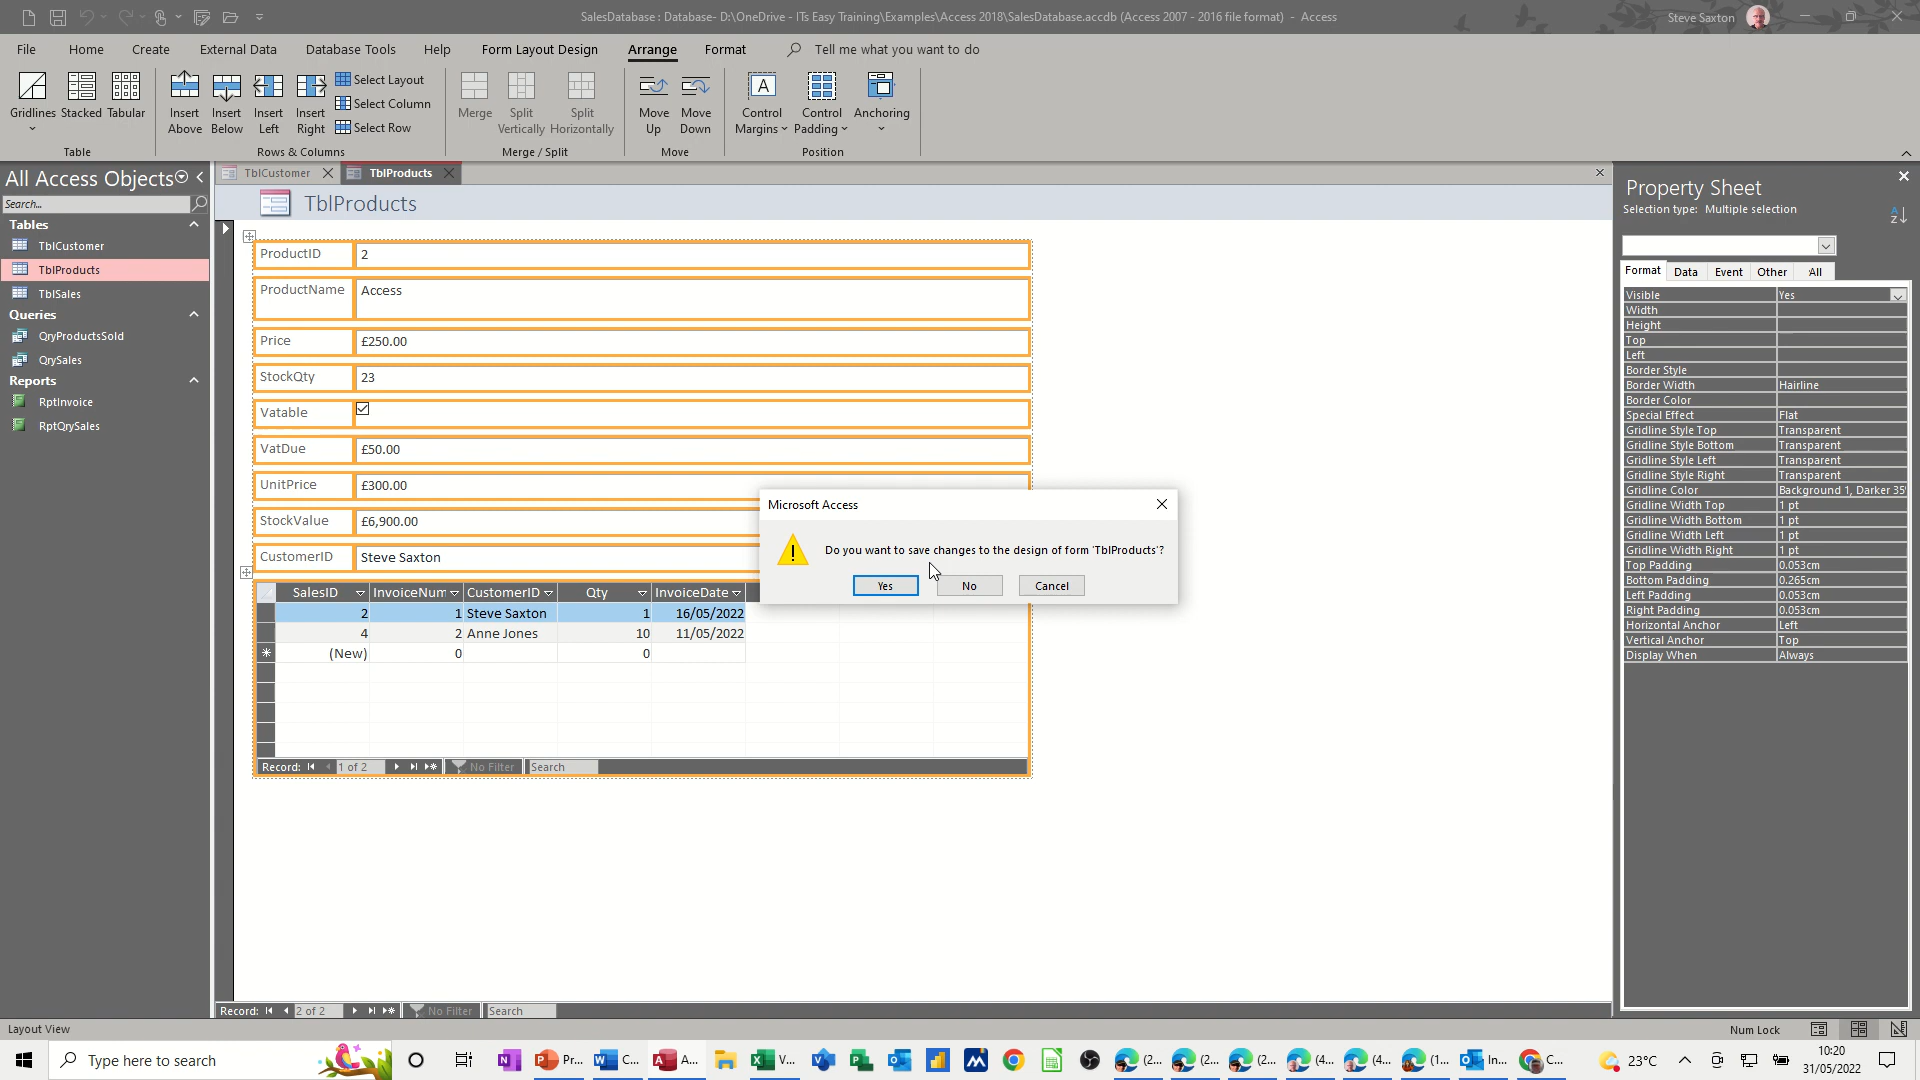 SalesDatabase : Database- D:\OneDrive - ITs Easy Training\Examples\Access 2018\SalesDatabase.accdb (Access 2007 - 2016 file format) - Access
Steve Saxton
File Home Create External Data Database Tools Help Form Layout Design Arrange Format Tell me what you want to do
Gridlines Stacked Tabular
Insert Above Insert Below Insert Left Insert Right
Select Layout
Select Column
Select Row
Merge Split Vertically Split Horizontally
Move Up Move Down
Control Margins Control Padding Anchoring
Table Rows & Columns Merge / Split Move Position
All Access Objects
Search...
Tables
TblCustomer
TblProducts
TblSales
Queries
QryProductsSold
QrySales
Reports
RptInvoice
RptQrySales
TblCustomer TblProducts
TblProducts
ProductID 2
ProductName Access
Price £250.00
StockQty 23
Vatable
VatDue £50.00
UnitPrice £300.00
StockValue £6,900.00
CustomerID Steve Saxton
SalesID InvoiceNum CustomerID Qty InvoiceDate
2 1 Steve Saxton 1 16/05/2022
4 2 Anne Jones 10 11/05/2022
(New) 0 0
Record: 1 of 2 No Filter Search
Microsoft Access
Do you want to save changes to the design of form 'TblProducts'?
Yes No Cancel
Record: 2 of 2 No Filter Search
Property Sheet
Selection type: Multiple selection
Format Data Event Other All
Visible Yes
Width
Height
Top
Left
Border Style
Border Width Hairline
Border Color
Special Effect Flat
Gridline Style Top Transparent
Gridline Style Bottom Transparent
Gridline Style Left Transparent
Gridline Style Right Transparent
Gridline Color Background 1, Darker 35%
Gridline Width Top 1 pt
Gridline Width Bottom 1 pt
Gridline Width Left 1 pt
Gridline Width Right 1 pt
Top Padding 0.053cm
Bottom Padding 0.265cm
Left Padding 0.053cm
Right Padding 0.053cm
Horizontal Anchor Left
Vertical Anchor Top
Display When Always
Layout View
Num Lock
Type here to search
Pr... C... A... V... (2... (2... (2... (4... (4... (1... In... C...
23°C
10:20
31/05/2022